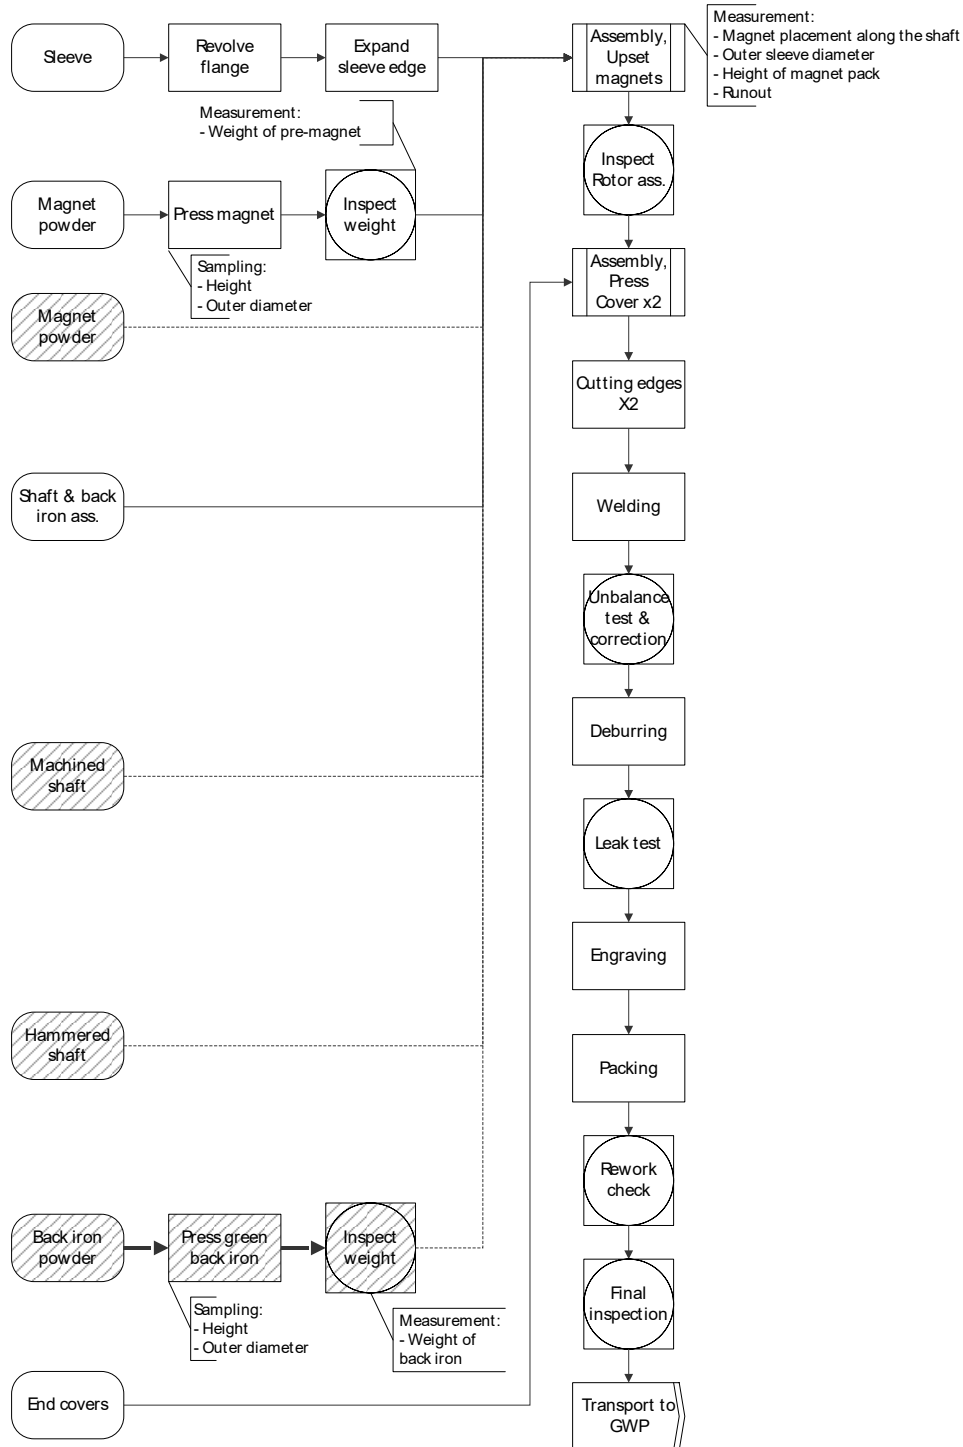 Sleeve
Revolve
flange
Expand
sleeve edge
Assembly,
Upset
magnets
Measurement:
- Magnet placement along the shaft
- Outer sleeve diameter
- Height of magnet pack
- Runout
Measurement:
- Weight of pre-magnet
Inspect
Rotor ass.
Magnet
powder
Press magnet
Inspect
weight
Sampling:
- Height
- Outer diameter
Assembly,
Press
Cover x2
Magnet
powder
Cutting edges
X2
Shaft & back
iron ass.
Welding
Unbalance
test &
correction
Deburring
Machined
shaft
Leak test
Engraving
Hammered
shaft
Packing
Rework
check
Back iron
powder
Press green
back iron
Inspect
weight
Sampling:
- Height
- Outer diameter
Measurement:
- Weight of
back iron
Final
inspection
End covers
Transport to
GWP